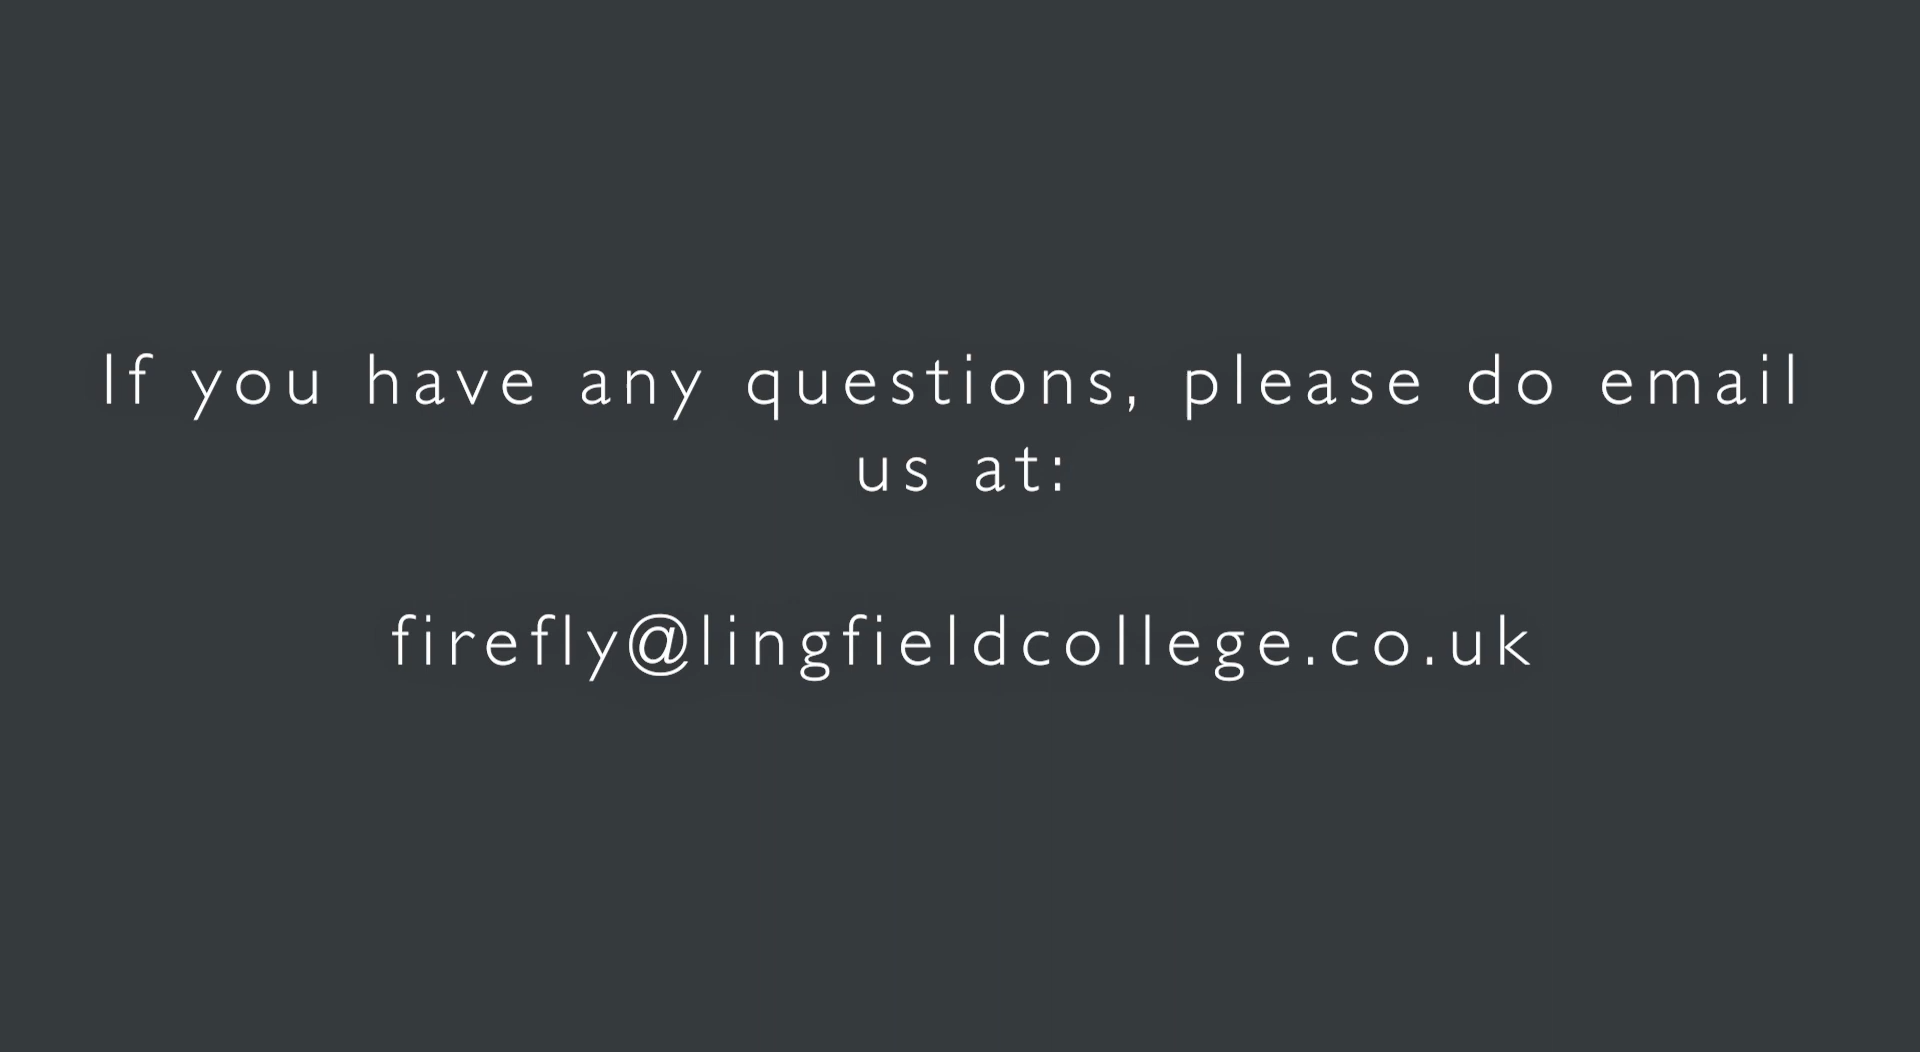 If you have any questions, please do email
us at:
firefly@lingfieldcollege.co.uk